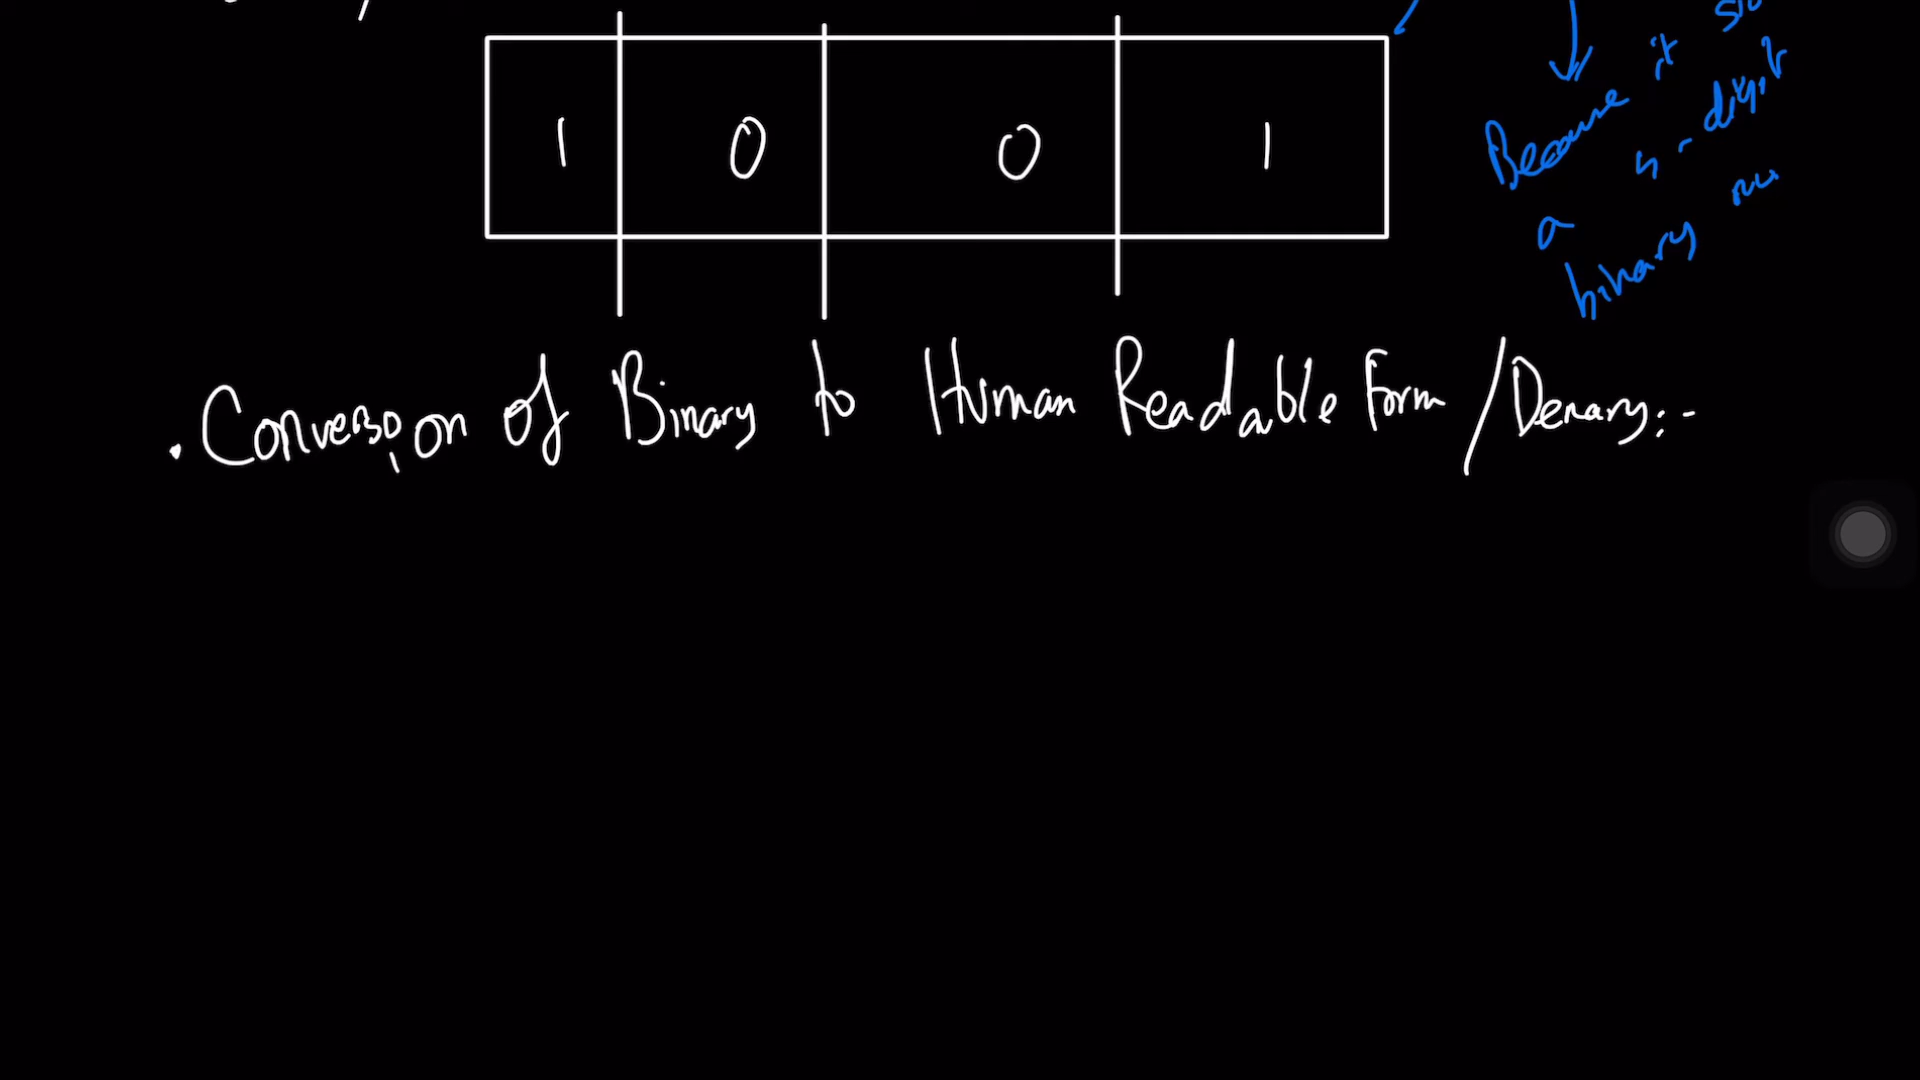 1 0 0 1
Because it
a 4-digit
binary
. Conversion of Binary to Human Readable Form / Denary:-